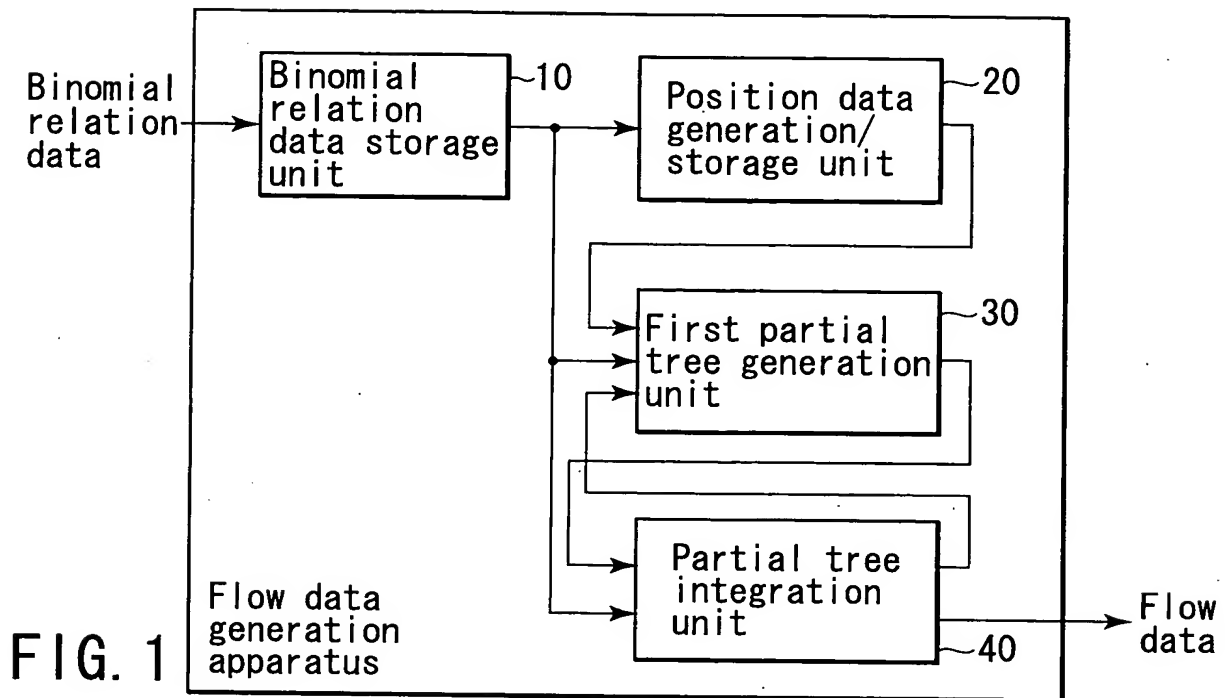 Binomial
relation
data
Binomial
relation
data storage
unit
10
Position data
generation/
storage unit
20
First partial
tree generation
unit
30
Partial tree
integration
unit
40
Flow
data
Flow data
generation
apparatus
FIG. 1